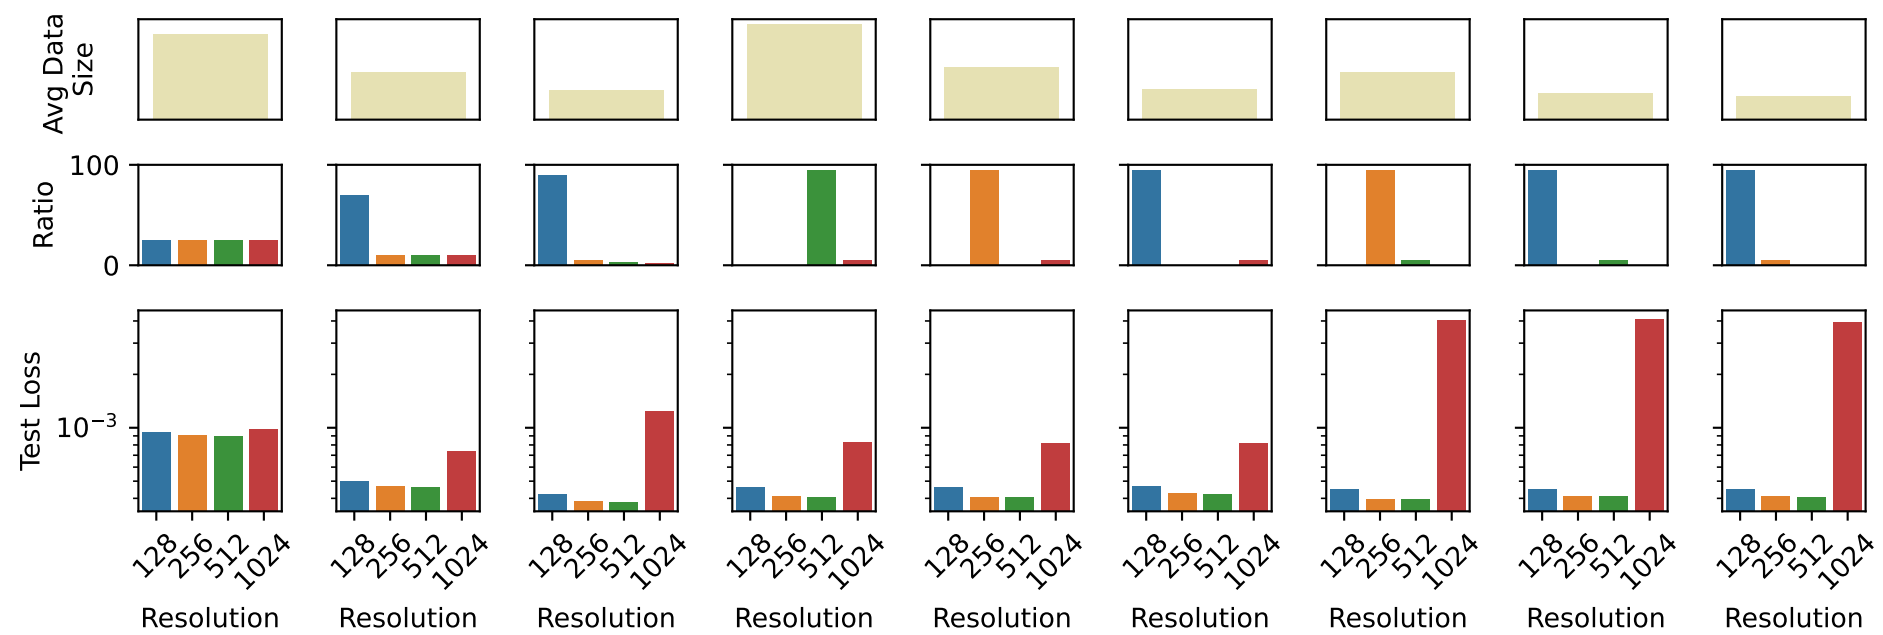 Avg Data
Size
Ratio
100
0
Test Loss
10⁻³
128 256 512 1024 128 256 512 1024 128 256 512 1024 128 256 512 1024 128 256 512 1024 128 256 512 1024 128 256 512 1024 128 256 512 1024 128 256 512 1024
Resolution Resolution Resolution Resolution Resolution Resolution Resolution Resolution Resolution